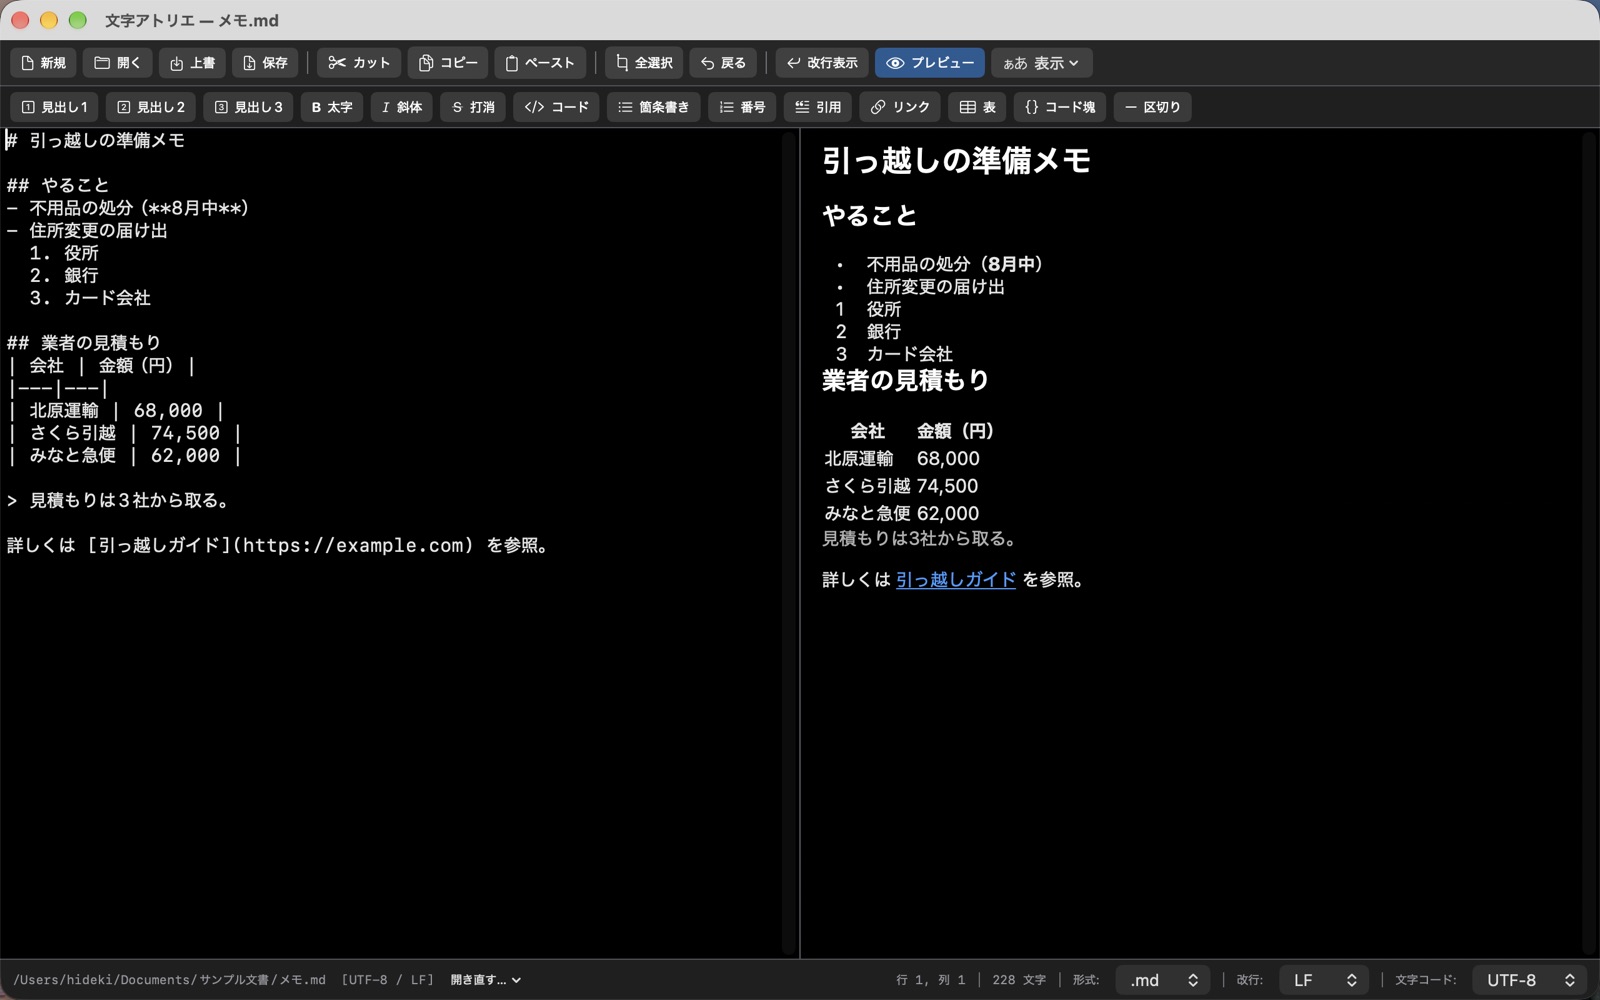 文字アトリエ — メモ.md
新規 開く 上書 保存 カット コピー ペースト 全選択 戻る 改行表示 プレビュー ぁあ 表示
1 見出し1 2 見出し2 3 見出し3 B 太字 I 斜体 S 打消 </> コード 箇条書き 番号 引用 リンク 表 {} コード塊 — 区切り
# 引っ越しの準備メモ
## やること
- 不用品の処分（**8月中**）
- 住所変更の届け出
1. 役所
2. 銀行
3. カード会社
## 業者の見積もり
| 会社 | 金額（円） |
|---|---|
| 北原運輸 | 68,000 |
| さくら引越 | 74,500 |
| みなと急便 | 62,000 |
> 見積もりは3社から取る。
詳しくは [引っ越しガイド](https://example.com) を参照。
引っ越しの準備メモ
やること
• 不用品の処分（8月中）
• 住所変更の届け出
1 役所
2 銀行
3 カード会社
業者の見積もり
会社 金額（円）
北原運輸 68,000
さくら引越 74,500
みなと急便 62,000
見積もりは3社から取る。
詳しくは 引っ越しガイド を参照。
/Users/hideki/Documents/サンプル文書/メモ.md [UTF-8 / LF] 開き直す... 行 1, 列 1 | 228 文字 | 形式: .md | 改行: LF | 文字コード: UTF-8